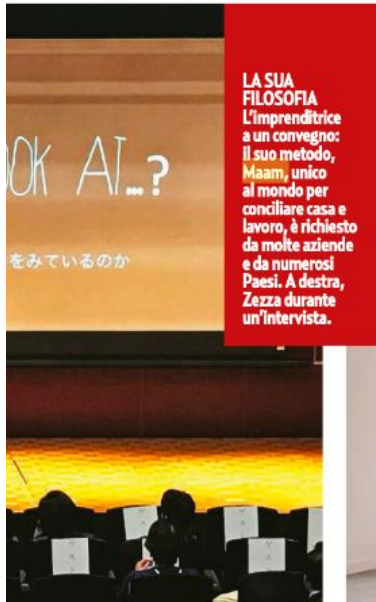 OOK AT...?
をみているのか
LA SUA
FILOSOFIA
L'imprenditrice
a un convegno:
il suo metodo,
Maam, unico
al mondo per
conciliare casa e
lavoro, è richiesto
da molte aziende
e da numerosi
Paesi. A destra,
Zezza durante
un'intervista.